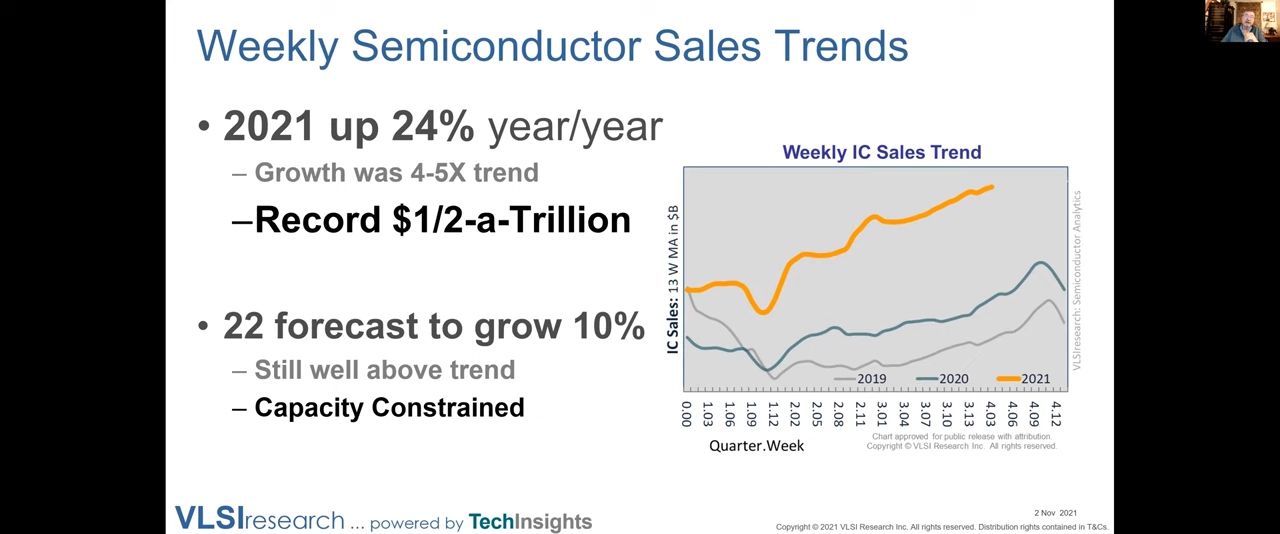 Weekly Semiconductor Sales Trends
• 2021 up 24% year/year
– Growth was 4-5X trend
–Record $1/2-a-Trillion
• 22 forecast to grow 10%
– Still well above trend
– Capacity Constrained
Weekly IC Sales Trend
IC Sales: 13 W MA in $B
VLSIresearch: Semiconductor Analytics
2019 2020 2021
0.00 1.03 1.06 1.09 1.12 2.02 2.05 2.08 2.11 3.01 3.04 3.07 3.10 3.13 4.03 4.06 4.09 4.12
Quarter.Week
Chart approved for public release with attribution.
Copyright © VLSI Research Inc. All rights reserved.
VLSIresearch ... powered by TechInsights
2 Nov 2021
Copyright © 2021 VLSI Research Inc. All rights reserved. Distribution rights contained in T&Cs.